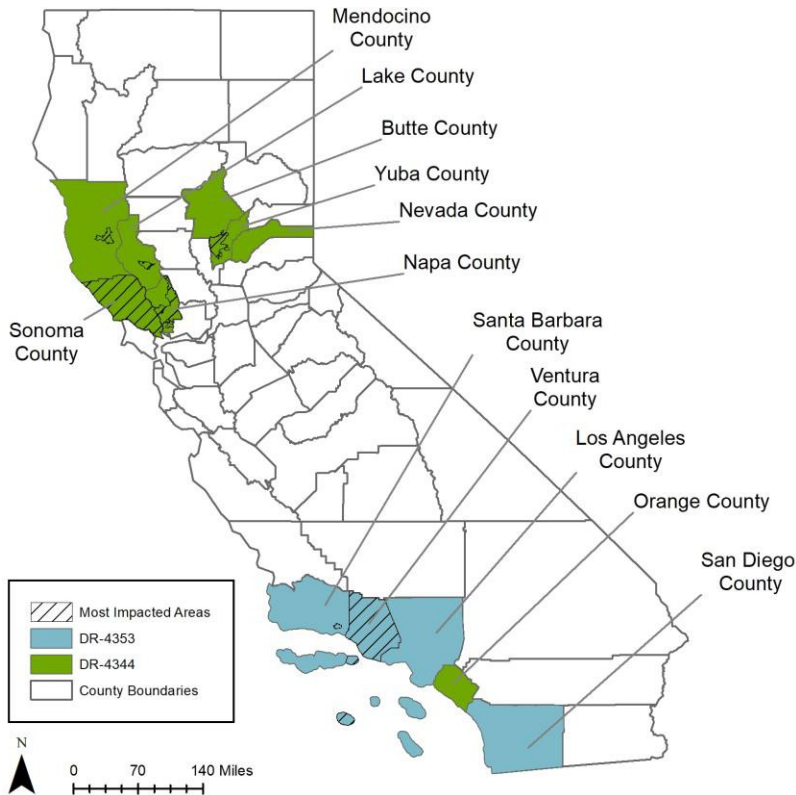 Mendocino
County
Lake County
Butte County
Yuba County
Nevada County
Napa County
Sonoma
County
Santa Barbara
County
Ventura
County
Los Angeles
County
Orange County
San Diego
County
Most Impacted Areas
DR-4353
DR-4344
County Boundaries
N
0 70 140 Miles